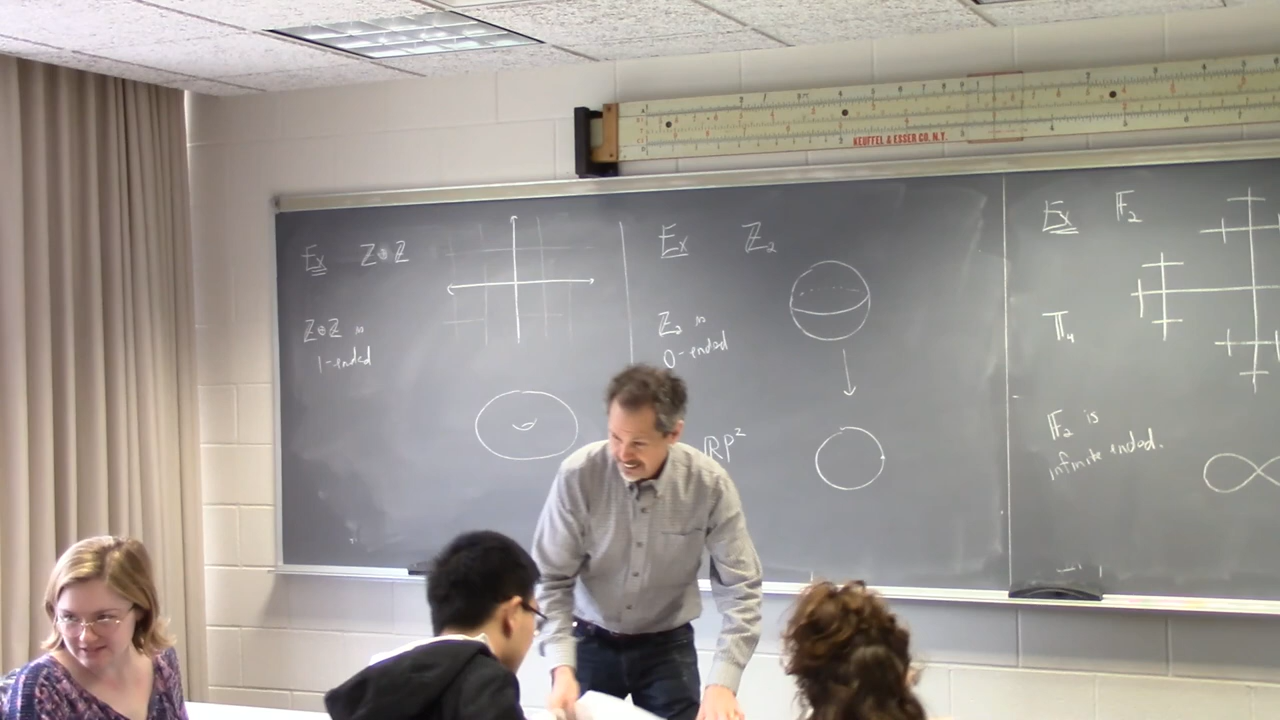 KEUFFEL & ESSER CO. N.Y.
Ex ℤ⊕ℤ
ℤ⊕ℤ is
1-ended
Ex ℤ₂
ℤ₂ is
0-ended
ℝP²
Ex 𝔽₂
𝕋₄
𝔽₂ is
infinite ended.